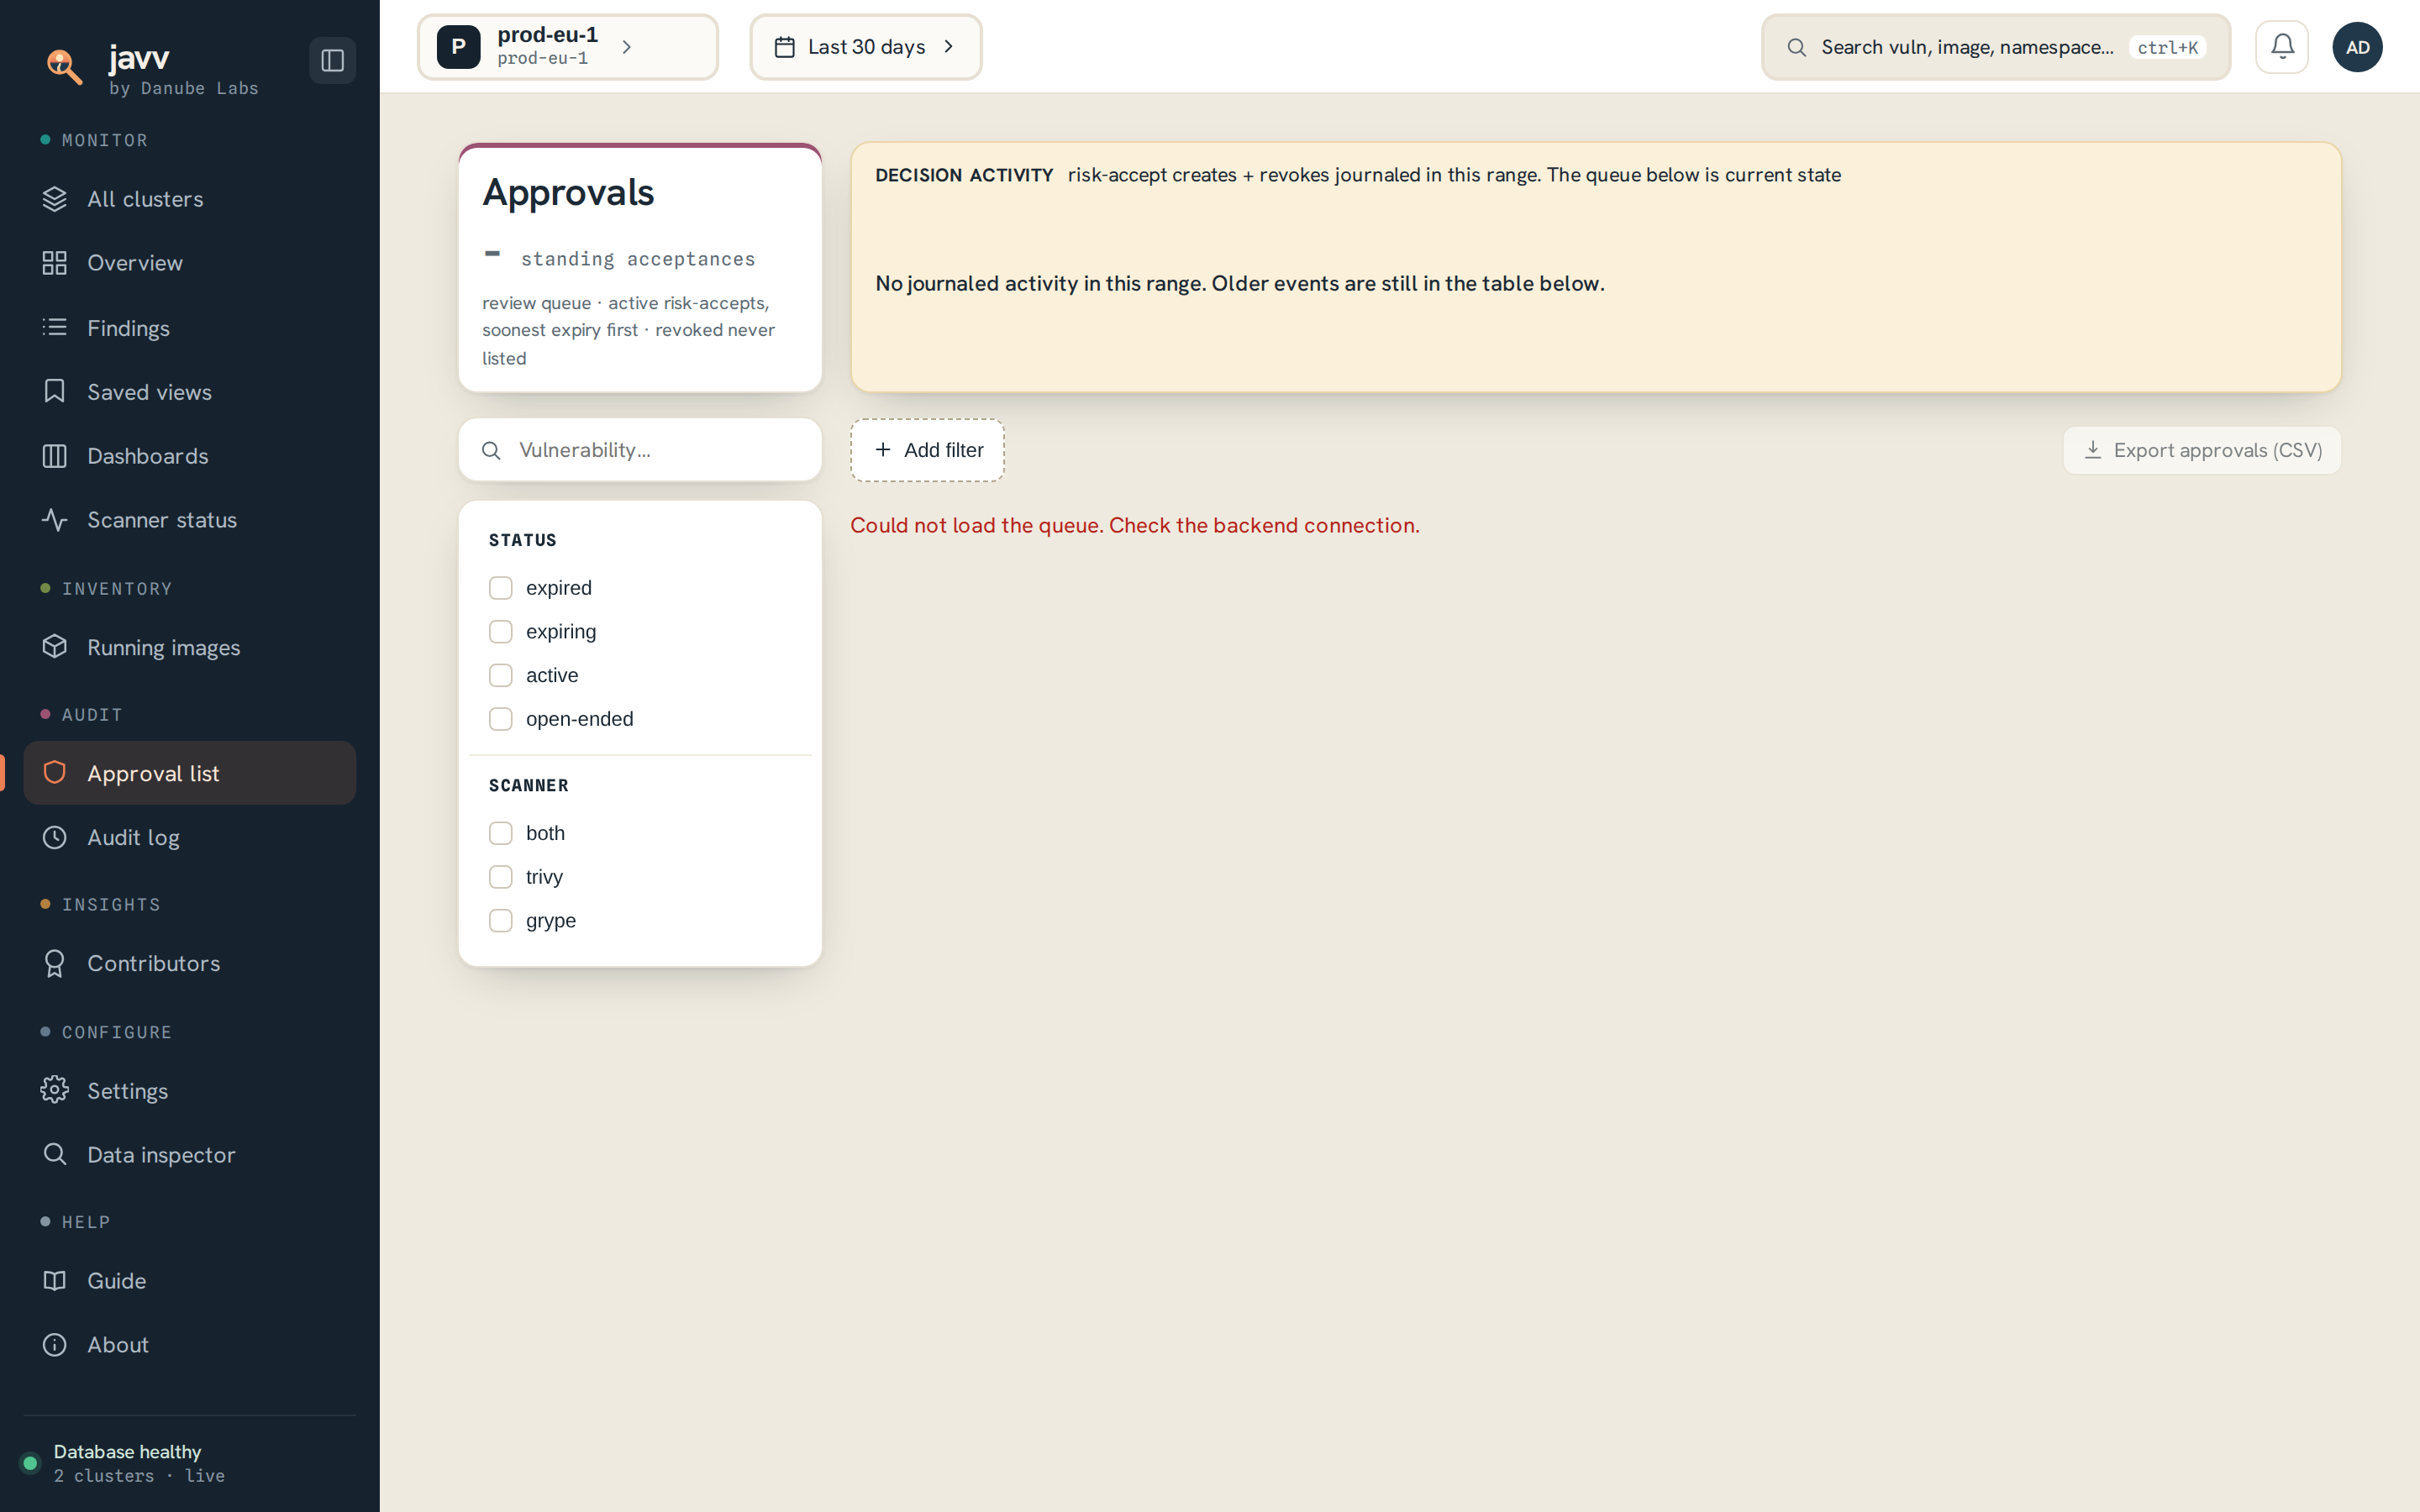 javv
by Danube Labs
MONITOR
All clusters
Overview
Findings
Saved views
Dashboards
Scanner status
INVENTORY
Running images
AUDIT
Approval list
Audit log
INSIGHTS
Contributors
CONFIGURE
Settings
Data inspector
HELP
Guide
About
Database healthy
2 clusters · live
P
prod-eu-1
prod-eu-1
Last 30 days
Search vuln, image, namespace...
ctrl+K
AD
Approvals
- standing acceptances
review queue · active risk-accepts,
soonest expiry first · revoked never
listed
DECISION ACTIVITY risk-accept creates + revokes journaled in this range. The queue below is current state
No journaled activity in this range. Older events are still in the table below.
Vulnerability...
Add filter
Export approvals (CSV)
STATUS
expired
expiring
active
open-ended
SCANNER
both
trivy
grype
Could not load the queue. Check the backend connection.